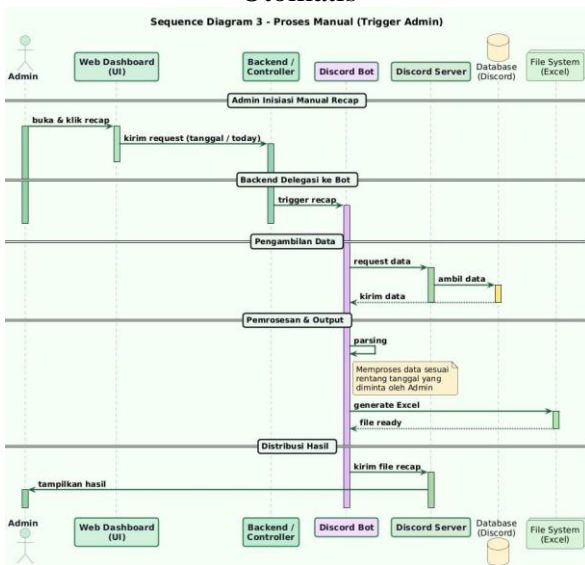 Otomatis
Sequence Diagram 3 - Proses Manual (Trigger Admin)
Admin
Web Dashboard
(UI)
Backend /
Controller
Discord Bot
Discord Server
Database
(Discord)
File System
(Excel)
Admin Inisiasi Manual Recap
buka & klik recap
kirim request (tanggal / today)
Backend Delegasi ke Bot
trigger recap
Pengambilan Data
request data
ambil data
kirim data
Pemrosesan & Output
parsing
Memproses data sesuai
rentang tanggal yang
diminta oleh Admin
generate Excel
file ready
Distribusi Hasil
kirim file recap
tampilkan hasil
Admin
Web Dashboard
(UI)
Backend /
Controller
Discord Bot
Discord Server
Database
(Discord)
File System
(Excel)